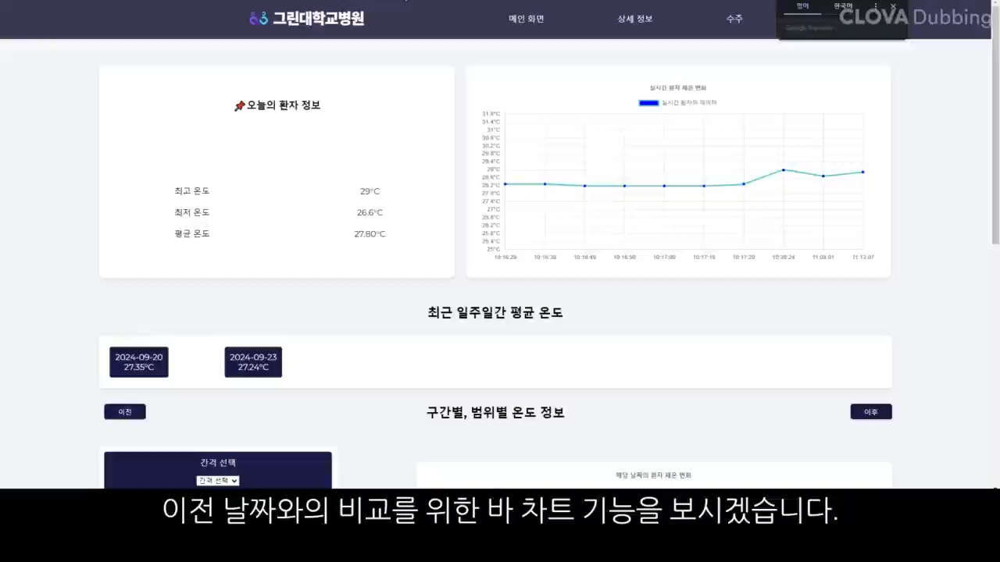 그린대학교병원
메인 화면
상세 정보
수주
영어
한국어
CLOVA Dubbing
Google Translate
📌오늘의 환자 정보
최고 온도 29°C
최저 온도 26.6°C
평균 온도 27.80°C
실시간 환자 체온 변화
실시간 환자의 데이터
31.8°C
31.4°C
31°C
30.6°C
30.2°C
29.8°C
29.4°C
29°C
28.6°C
28.2°C
27.8°C
27.4°C
27°C
26.6°C
26.2°C
25.8°C
25.4°C
25°C
10:16:29 10:16:39 10:16:49 10:16:59 10:17:09 10:17:19 10:17:29 10:38:24 11:08:01 11:13:07
최근 일주일간 평균 온도
2024-09-20
27.35°C
2024-09-23
27.24°C
이전
구간별, 범위별 온도 정보
이후
간격 선택
간격 선택
해당 날짜의 환자 체온 변화
이전 날짜와의 비교를 위한 바 차트 기능을 보시겠습니다.